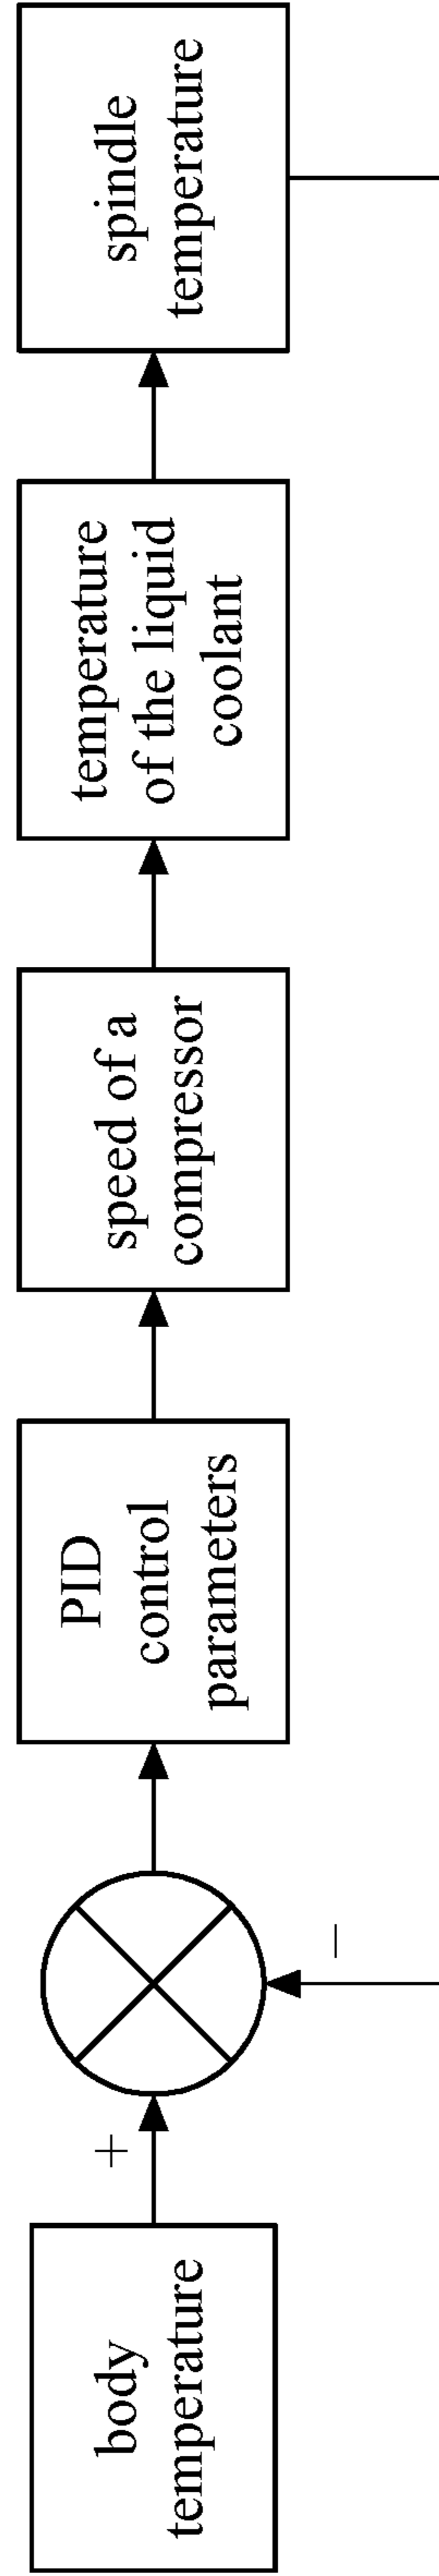 body
temperature
+
−
PID
control
parameters
speed of a
compressor
temperature
of the liquid
coolant
spindle
temperature